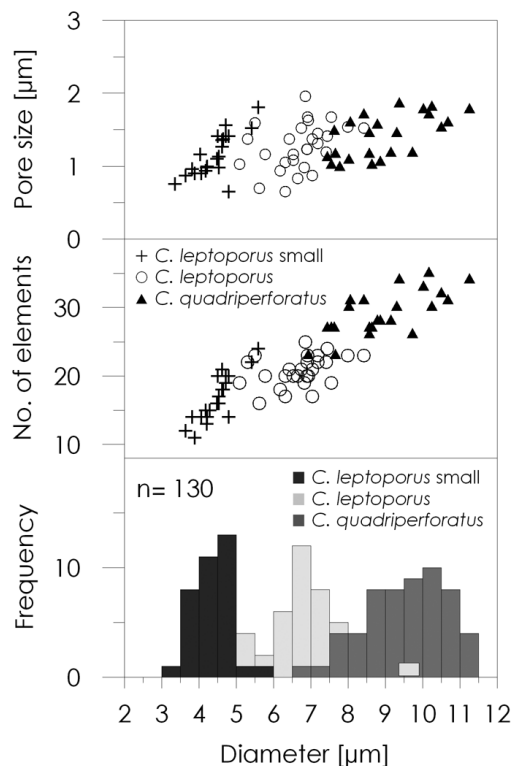 3
2
1
0
Pore size [µm]
+ C. leptoporus small
○ C. leptoporus
▲ C. quadriperforatus
30
20
10
No. of elements
n= 130
C. leptoporus small
C. leptoporus
C. quadriperforatus
10
0
Frequency
2 3 4 5 6 7 8 9 10 11 12
Diameter [µm]